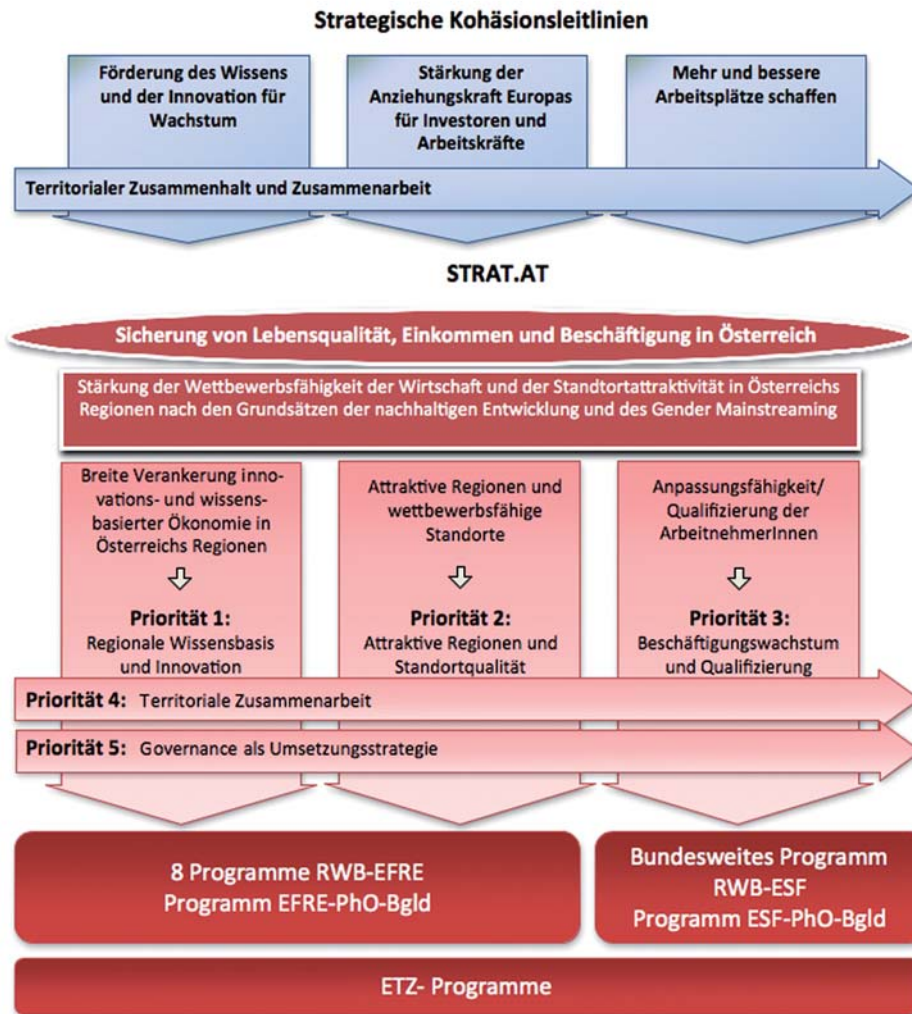 Strategische Kohäsionsleitlinien
Förderung des Wissens
und der Innovation für
Wachstum
Stärkung der
Anziehungskraft Europas
für Investoren und
Arbeitskräfte
Mehr und bessere
Arbeitsplätze schaffen
Territorialer Zusammenhalt und Zusammenarbeit
STRAT.AT
Sicherung von Lebensqualität, Einkommen und Beschäftigung in Österreich
Stärkung der Wettbewerbsfähigkeit der Wirtschaft und der Standtortattraktivität in Österreichs
Regionen nach den Grundsätzen der nachhaltigen Entwicklung und des Gender Mainstreaming
Breite Verankerung inno-
vations- und wissens-
basierter Ökonomie in
Österreichs Regionen
Priorität 1:
Regionale Wissensbasis
und Innovation
Attraktive Regionen und
wettbewerbsfähige
Standorte
Priorität 2:
Attraktive Regionen und
Standortqualität
Anpassungsfähigkeit/
Qualifizierung der
ArbeitnehmerInnen
Priorität 3:
Beschäftigungswachstum
und Qualifizierung
Priorität 4: Territoriale Zusammenarbeit
Priorität 5: Governance als Umsetzungsstrategie
8 Programme RWB-EFRE
Programm EFRE-PhO-Bgld
Bundesweites Programm
RWB-ESF
Programm ESF-PhO-Bgld
ETZ- Programme